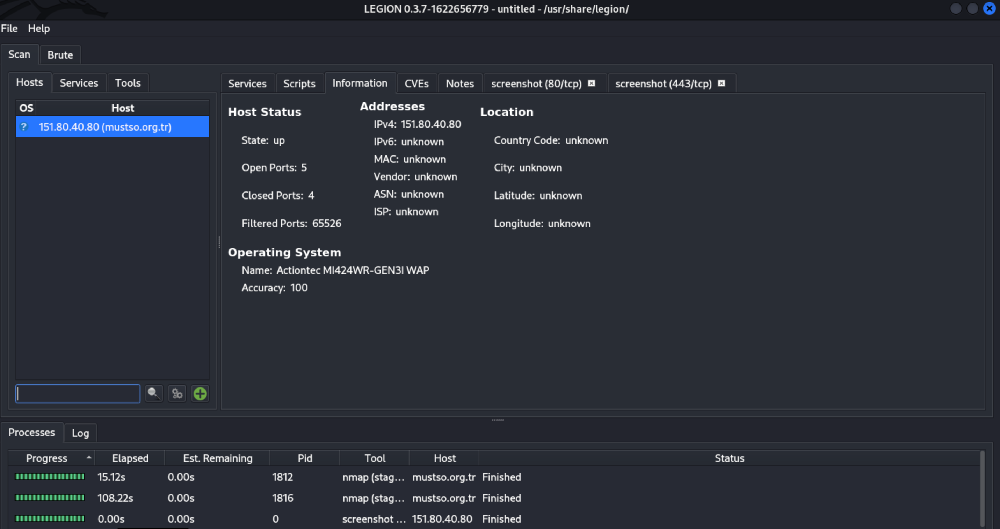 LEGION 0.3.7-1622656779 - untitled - /usr/share/legion/
File Help
Scan Brute
Hosts Services Tools
Services Scripts Information CVEs Notes screenshot (80/tcp) screenshot (443/tcp)
OS Host
? 151.80.40.80 (mustso.org.tr)
Host Status
State: up
Open Ports: 5
Closed Ports: 4
Filtered Ports: 65526
Addresses
IPv4: 151.80.40.80
IPv6: unknown
MAC: unknown
Vendor: unknown
ASN: unknown
ISP: unknown
Location
Country Code: unknown
City: unknown
Latitude: unknown
Longitude: unknown
Operating System
Name: Actiontec MI424WR-GEN3I WAP
Accuracy: 100
Processes Log
Progress Elapsed Est. Remaining Pid Tool Host Status
15.12s 0.00s 1812 nmap (stag... mustso.org.tr Finished
108.22s 0.00s 1816 nmap (stag... mustso.org.tr Finished
0.00s 0.00s 0 screenshot ... 151.80.40.80 Finished